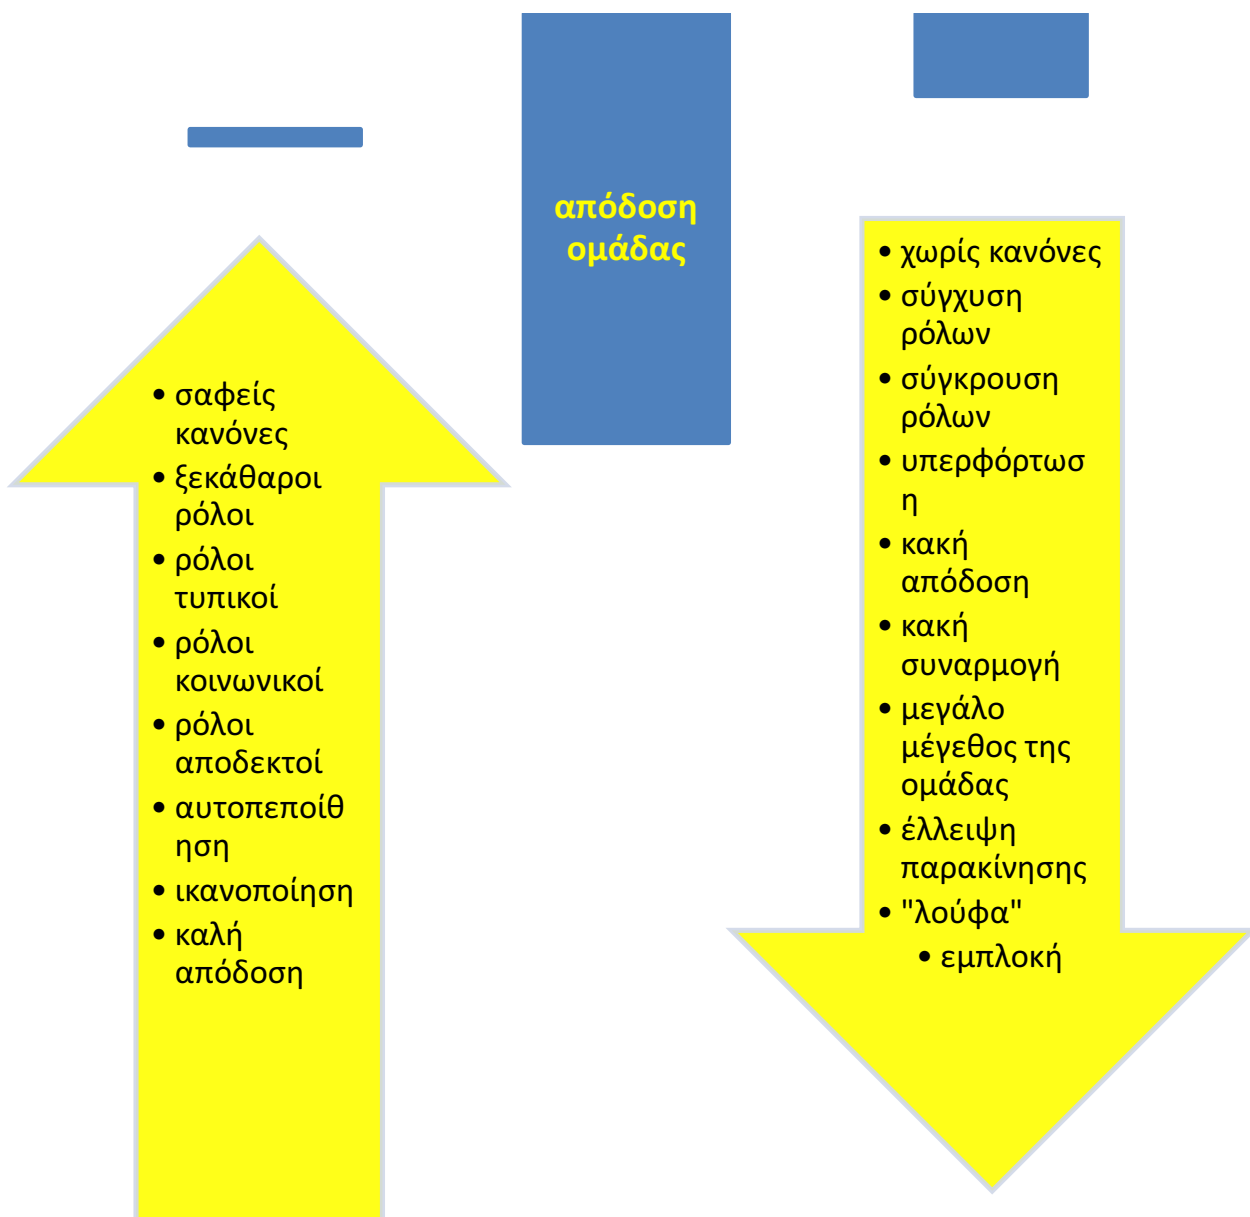 απόδοση
ομάδας
• σαφείς
κανόνες
• ξεκάθαροι
ρόλοι
• ρόλοι
τυπικοί
• ρόλοι
κοινωνικοί
• ρόλοι
αποδεκτοί
• αυτοπεποίθ
ηση
• ικανοποίηση
• καλή
απόδοση
• χωρίς κανόνες
• σύγχυση
ρόλων
• σύγκρουση
ρόλων
• υπερφόρτωσ
η
• κακή
απόδοση
• κακή
συναρμογή
• μεγάλο
μέγεθος της
ομάδας
• έλλειψη
παρακίνησης
• "λούφα"
• εμπλοκή